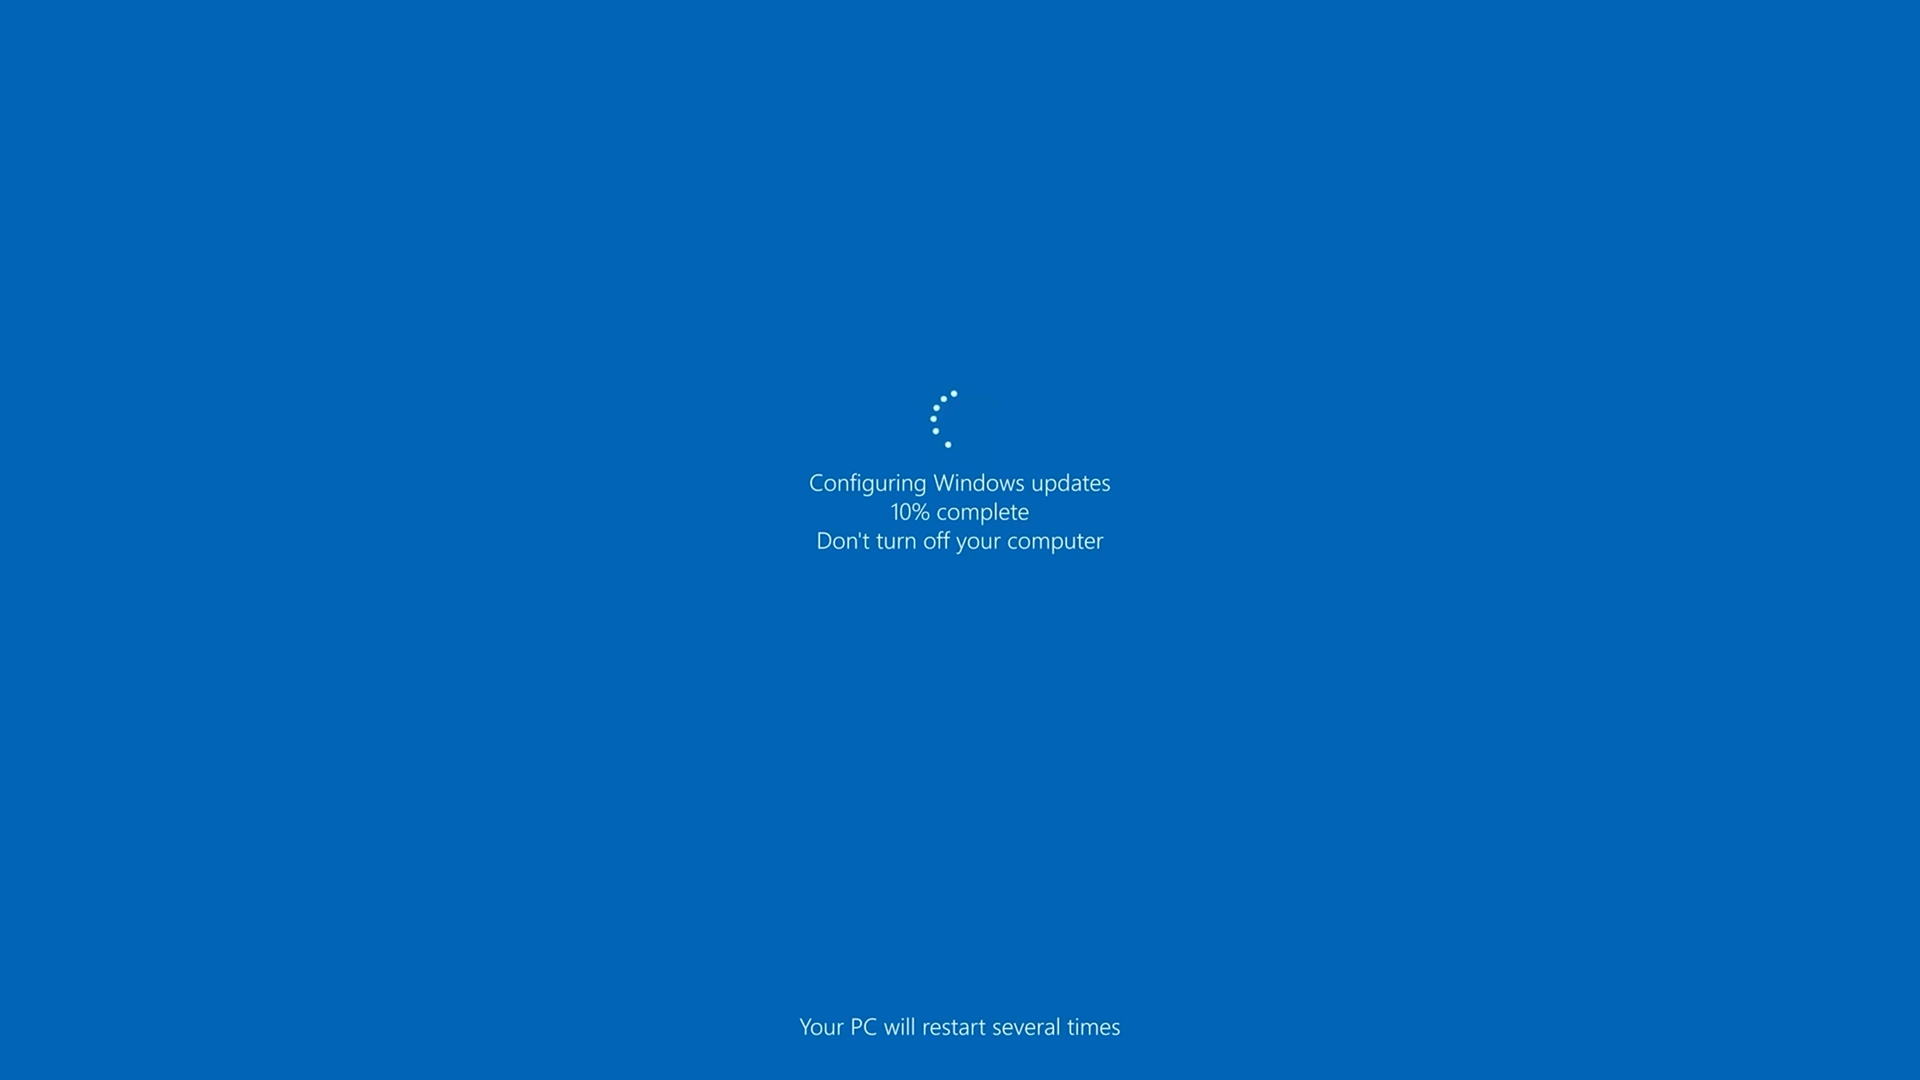 Configuring Windows updates
10% complete
Don't turn off your computer
Your PC will restart several times